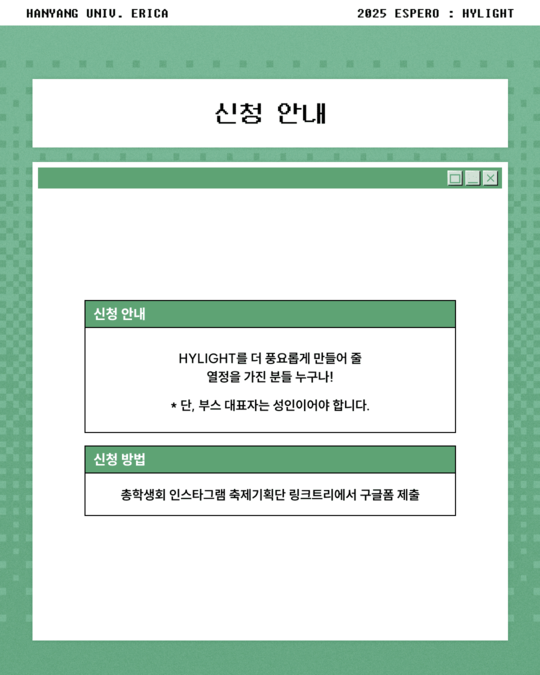 HANYANG UNIV. ERICA
2025 ESPERO : HYLIGHT
신청 안내
신청 안내
HYLIGHT를 더 풍요롭게 만들어 줄
열정을 가진 분들 누구나!
* 단, 부스 대표자는 성인이어야 합니다.
신청 방법
총학생회 인스타그램 축제기획단 링크트리에서 구글폼 제출